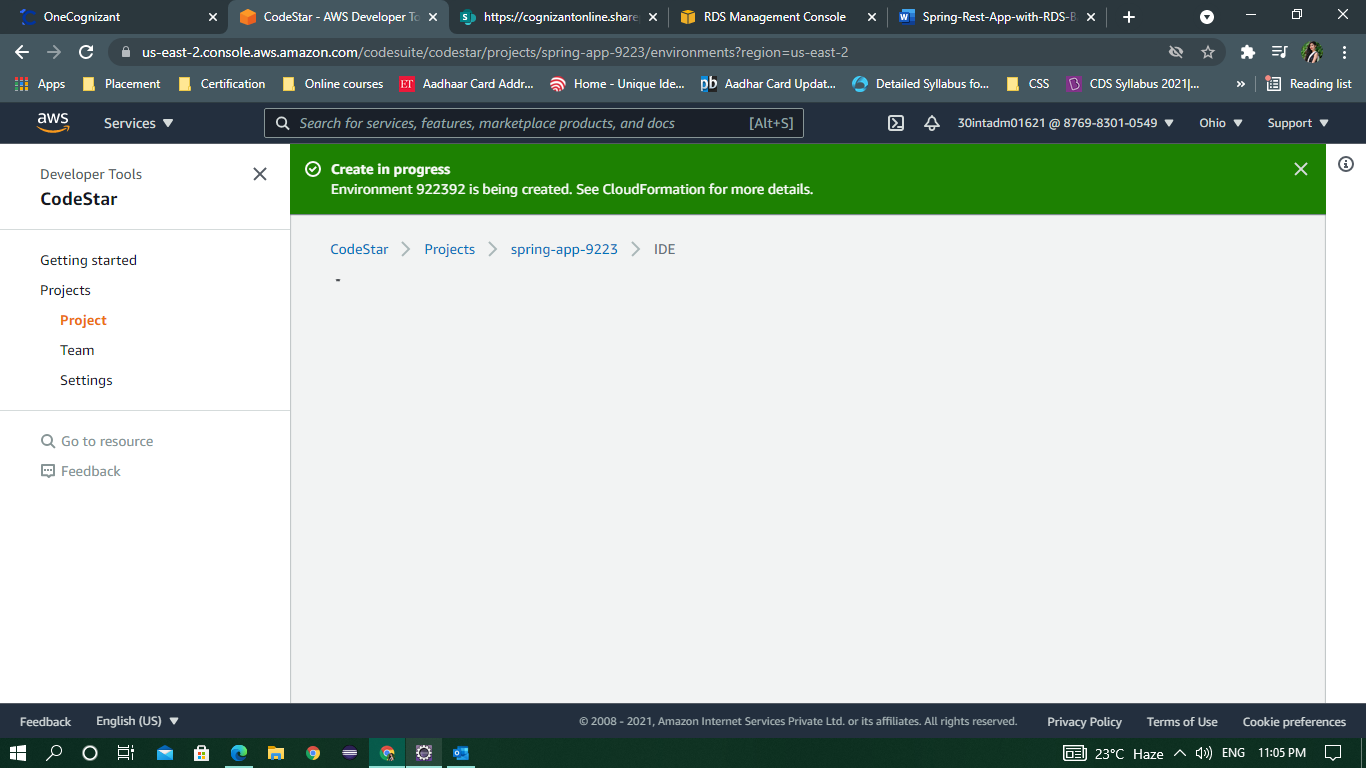 OneCognizant
CodeStar - AWS Developer To
https://cognizantonline.share
RDS Management Console
Spring-Rest-App-with-RDS-B
us-east-2.console.aws.amazon.com/codesuite/codestar/projects/spring-app-9223/environments?region=us-east-2
Apps
Placement
Certification
Online courses
ET
Aadhaar Card Addr...
Home - Unique Ide...
pb
Aadhar Card Updat...
Detailed Syllabus fo...
CSS
CDS Syllabus 2021|...
»
Reading list
aws
Services
Search for services, features, marketplace products, and docs
[Alt+S]
30intadm01621 @ 8769-8301-0549
Ohio
Support
Developer Tools
CodeStar
Getting started
Projects
Project
Team
Settings
Go to resource
Feedback
Create in progress
Environment 922392 is being created. See CloudFormation for more details.
CodeStar
Projects
spring-app-9223
IDE
-
Feedback
English (US)
© 2008 - 2021, Amazon Internet Services Private Ltd. or its affiliates. All rights reserved.
Privacy Policy
Terms of Use
Cookie preferences
23°C Haze
ENG
11:05 PM